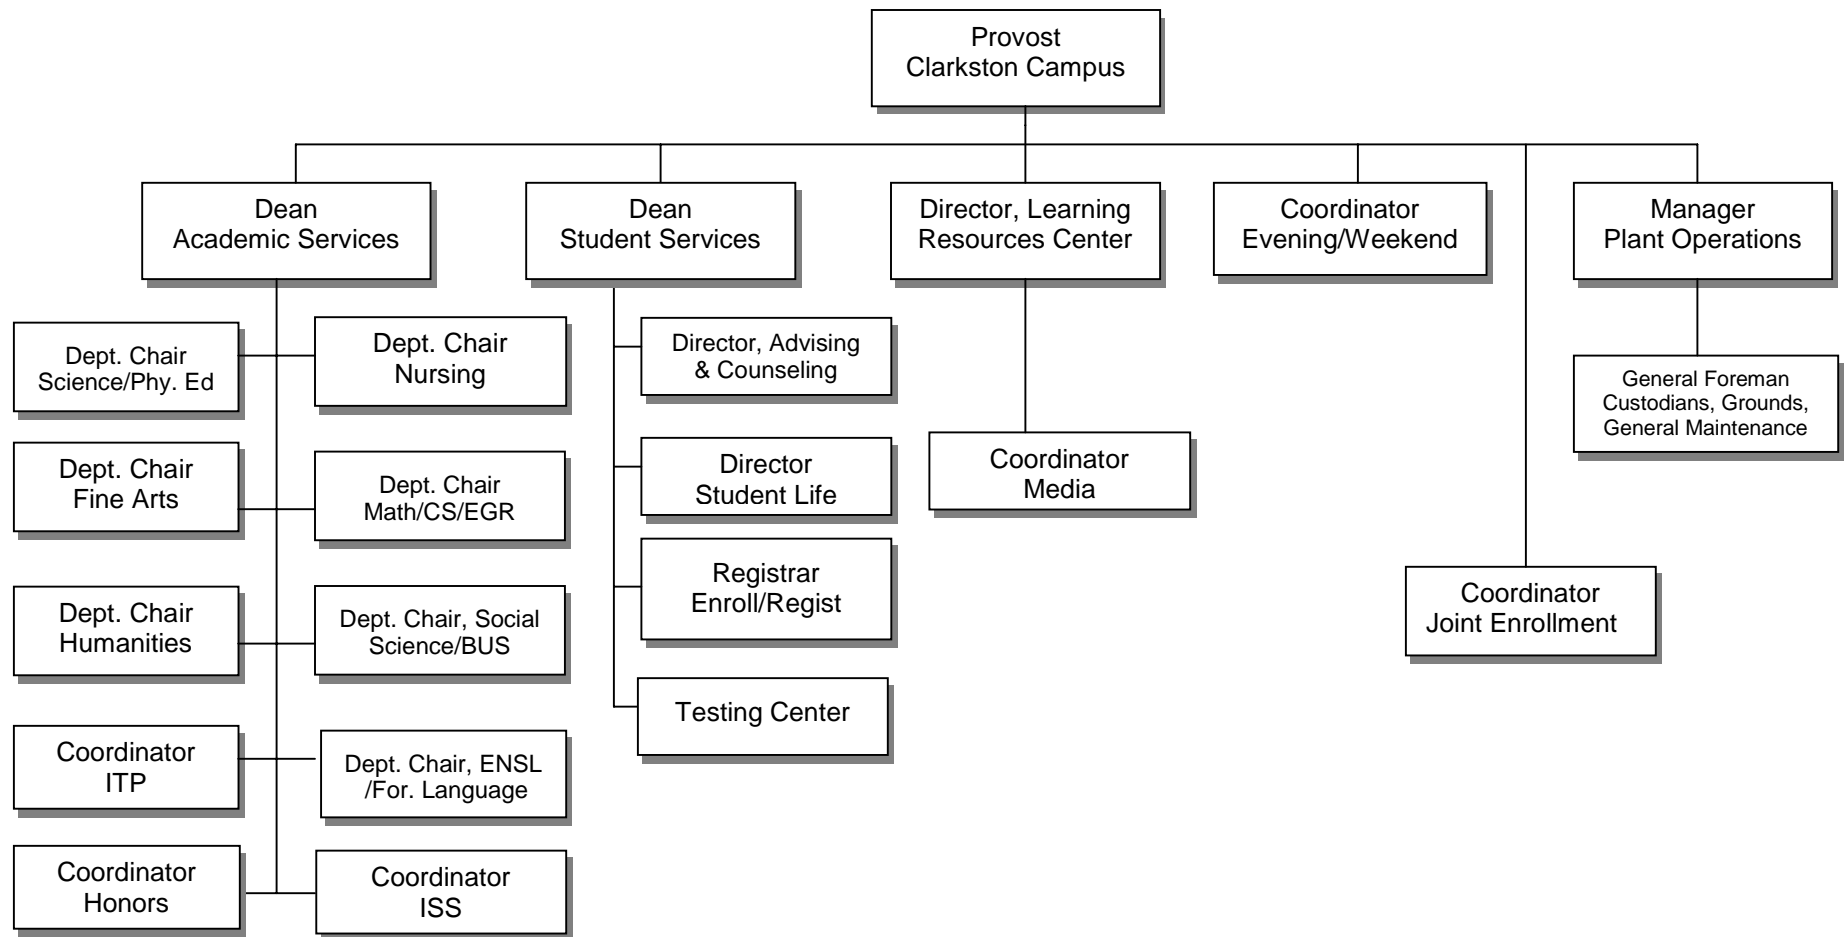 Provost
Clarkston Campus
Dean
Academic Services
Dean
Student Services
Director, Learning
Resources Center
Coordinator
Evening/Weekend
Manager
Plant Operations
Dept. Chair
Science/Phy. Ed
Dept. Chair
Nursing
Director, Advising
& Counseling
General Foreman
Custodians, Grounds,
General Maintenance
Dept. Chair
Fine Arts
Dept. Chair
Math/CS/EGR
Director
Student Life
Coordinator
Media
Dept. Chair
Humanities
Dept. Chair, Social
Science/BUS
Registrar
Enroll/Regist
Coordinator
Joint Enrollment
Testing Center
Coordinator
ITP
Dept. Chair, ENSL
/For. Language
Coordinator
Honors
Coordinator
ISS